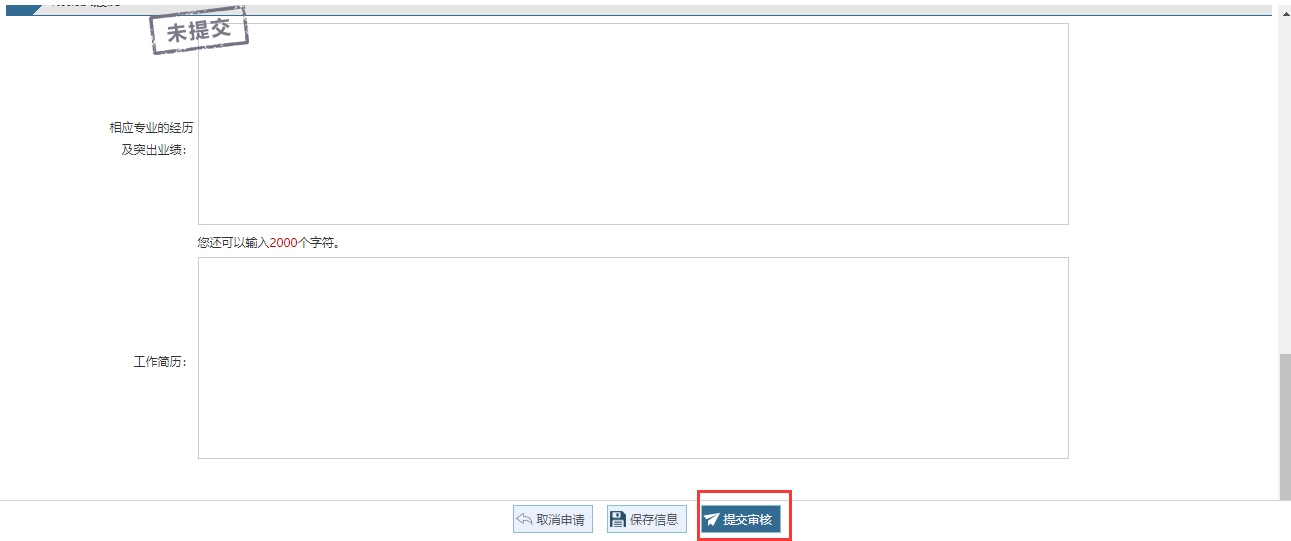 未提交
相应专业的经历
及突出业绩：
您还可以输入2000个字符。
工作简历：
取消申请
保存信息
提交审核